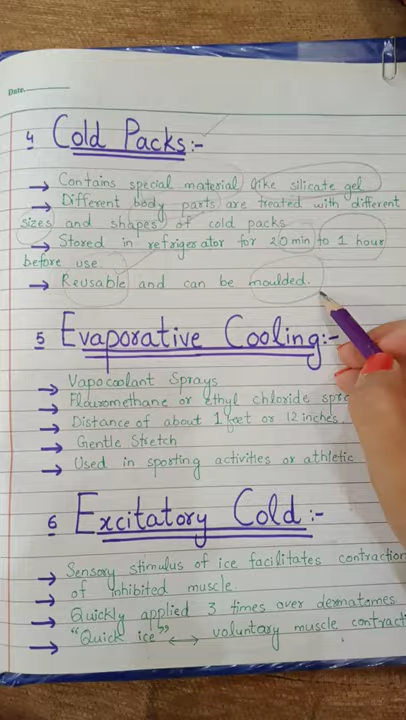 Date.
4 Cold Packs:-
→ Contains special material like silicate gel
→ Different body parts are treated with different
sizes and shapes of cold packs
→ Stored in refrigerator for 20 min to 1 hour
before use.
→ Reusable and can be moulded.
5 Evaporative Cooling:-
→ Vapocoolant Sprays
→ Flouromethane or ethyl chloride
→ Distance of about 1 feet or 12 inches.
→ Gentle Stretch
→ Used in sporting activities or athletic
6 Excitatory Cold:-
→ Sensory stimulus of ice facilitates
→ of inhibited muscle.
→ Quickly applied 3 times over dermatomes
→ "Quick ice" ↔ voluntary muscle